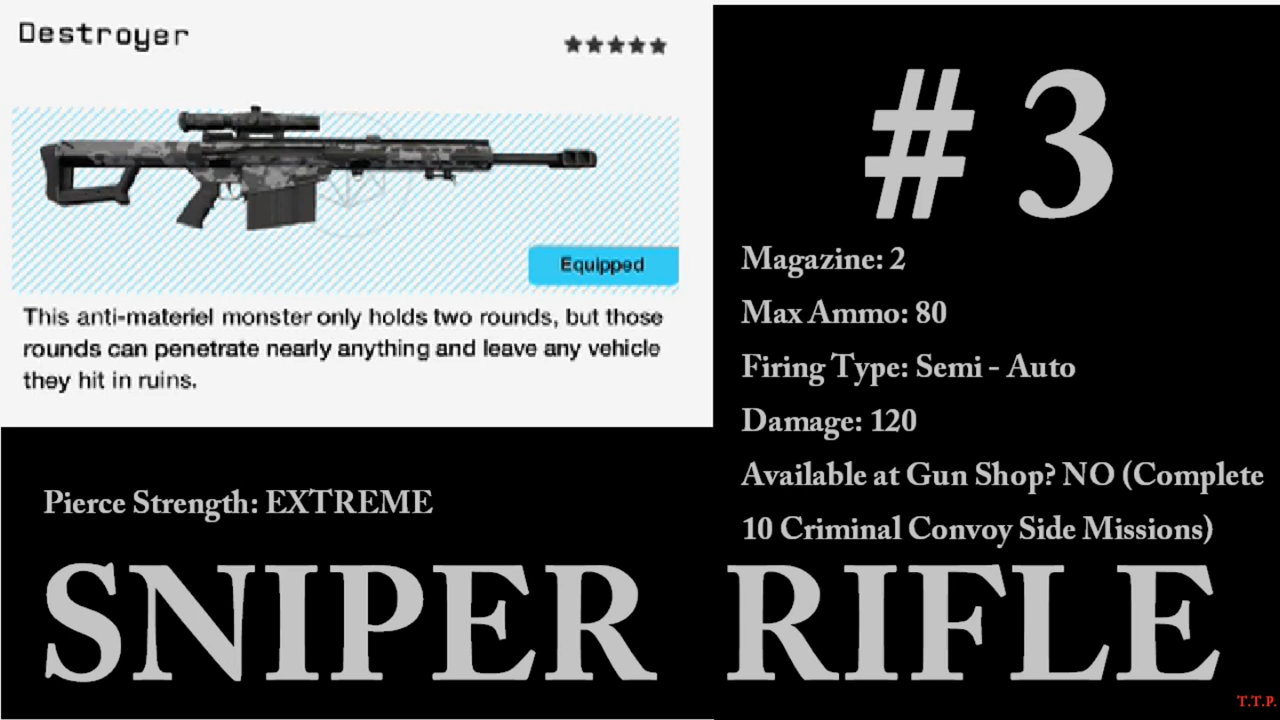 Destroyer
★★★★★
Equipped
This anti-materiel monster only holds two rounds, but those
rounds can penetrate nearly anything and leave any vehicle
they hit in ruins.
# 3
Magazine: 2
Max Ammo: 80
Firing Type: Semi - Auto
Damage: 120
Available at Gun Shop? NO (Complete
10 Criminal Convoy Side Missions)
Pierce Strength: EXTREME
SNIPER RIFLE
T.T.P.